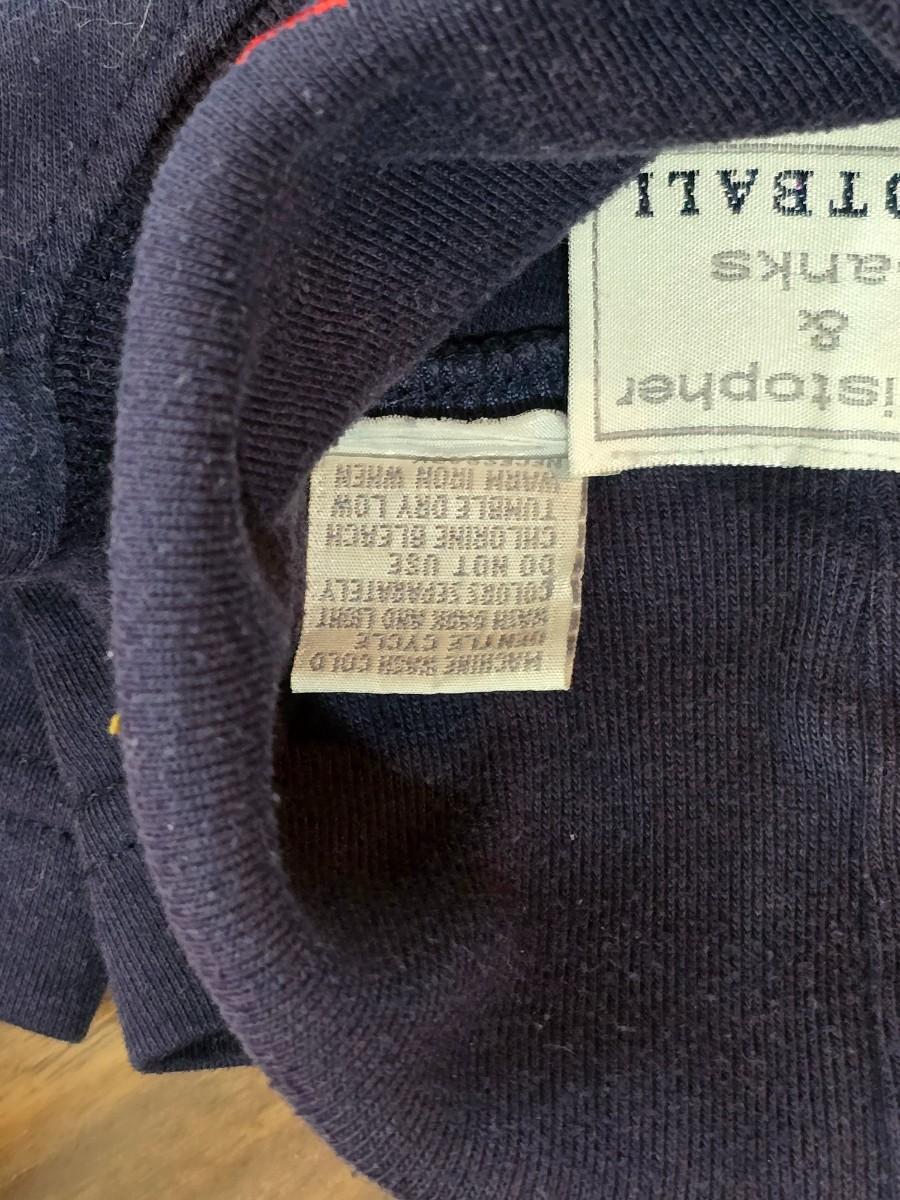 istopher
&
anks
OTBALL
MACHINE WASH COLD
GENTLE CYCLE
WASH DARK AND LIGHT
COLORS SEPARATELY
DO NOT USE
CHLORINE BLEACH
TUMBLE DRY LOW
WARM IRON WHEN